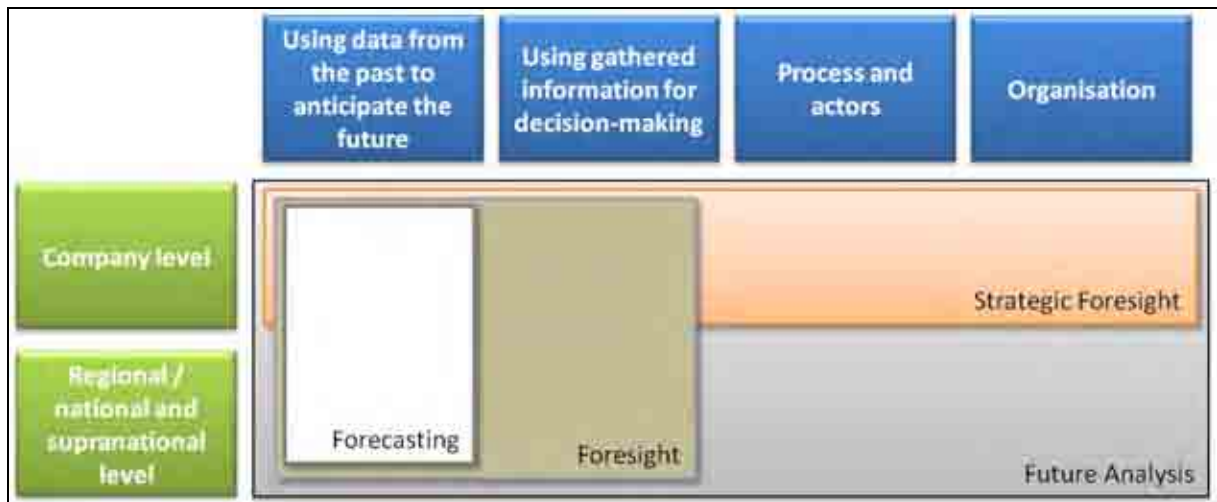 Using data from
the past to
anticipate the
future
Using gathered
information for
decision-making
Process and
actors
Organisation
Company level
Strategic Foresight
Regional /
national and
supranational
level
Forecasting
Foresight
Future Analysis